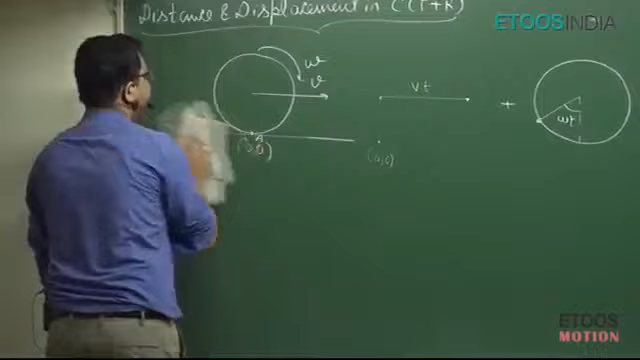 Distance & Displacement in C(T+R)
ETOOSINDIA
ω
v
vt
+
ωt
(0,0)
(0,0)
ETOOS
MOTION